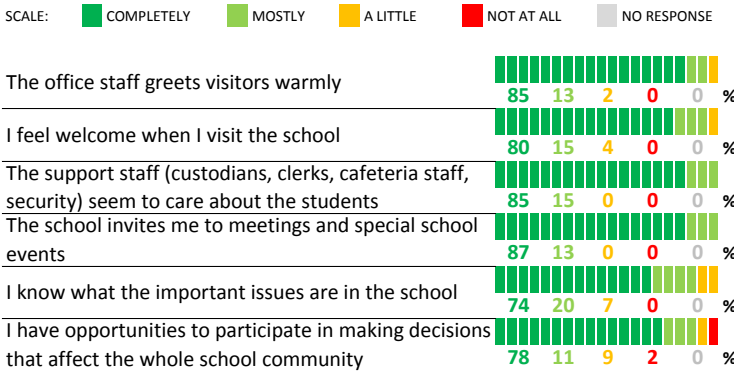 SCALE: COMPLETELY MOSTLY A LITTLE NOT AT ALL NO RESPONSE
The office staff greets visitors warmly
85 13 2 0 0 %
I feel welcome when I visit the school
80 15 4 0 0 %
The support staff (custodians, clerks, cafeteria staff,
security) seem to care about the students
85 15 0 0 0 %
The school invites me to meetings and special school
events
87 13 0 0 0 %
I know what the important issues are in the school
74 20 7 0 0 %
I have opportunities to participate in making decisions
that affect the whole school community
78 11 9 2 0 %